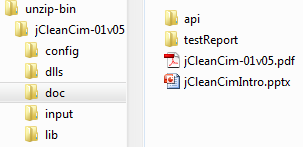 unzip-bin
jCleanCim-01v05
config
dlls
doc
input
lib
api
testReport
jCleanCim-01v05.pdf
jCleanCimIntro.pptx